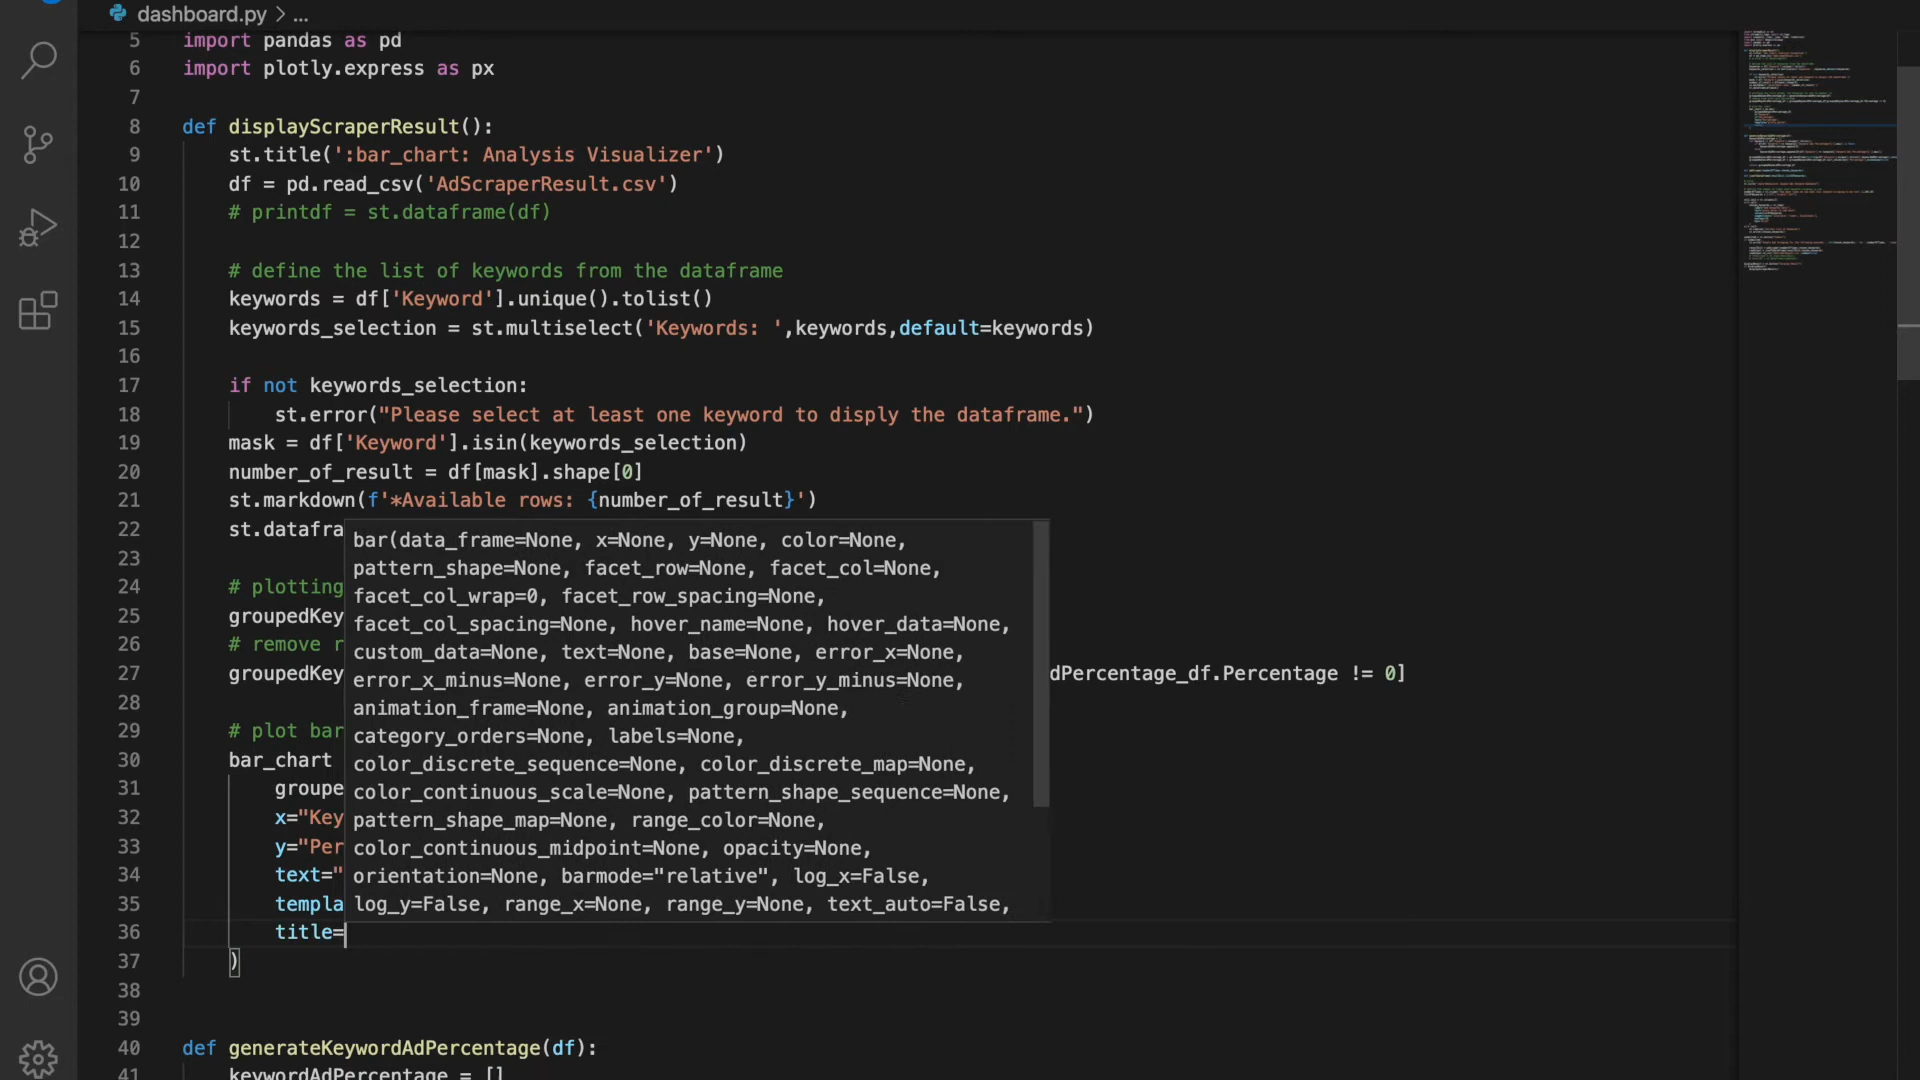 dashboard.py > ...
5 import pandas as pd
6 import plotly.express as px
7
8 def displayScraperResult():
9 st.title(':bar_chart: Analysis Visualizer')
10 df = pd.read_csv('AdScraperResult.csv')
11 # printdf = st.dataframe(df)
12
13 # define the list of keywords from the dataframe
14 keywords = df['Keyword'].unique().tolist()
15 keywords_selection = st.multiselect('Keywords: ',keywords,default=keywords)
16
17 if not keywords_selection:
18 st.error("Please select at least one keyword to disply the dataframe.")
19 mask = df['Keyword'].isin(keywords_selection)
20 number_of_result = df[mask].shape[0]
21 st.markdown(f'*Available rows: {number_of_result}')
22 st.datafra
bar(data_frame=None, x=None, y=None, color=None,
pattern_shape=None, facet_row=None, facet_col=None,
facet_col_wrap=0, facet_row_spacing=None,
facet_col_spacing=None, hover_name=None, hover_data=None,
custom_data=None, text=None, base=None, error_x=None,
error_x_minus=None, error_y=None, error_y_minus=None,
animation_frame=None, animation_group=None,
category_orders=None, labels=None,
color_discrete_sequence=None, color_discrete_map=None,
color_continuous_scale=None, pattern_shape_sequence=None,
pattern_shape_map=None, range_color=None,
color_continuous_midpoint=None, opacity=None,
orientation=None, barmode="relative", log_x=False,
log_y=False, range_x=None, range_y=None, text_auto=False,
23
24 # plotting
25 groupedKey
26 # remove r
27 groupedKey dPercentage_df.Percentage != 0]
28
29 # plot bar
30 bar_chart
31 groupe
32 x="Key
33 y="Per
34 text="
35 templa
36 title=
37 )
38
39
40 def generateKeywordAdPercentage(df):
41 keywordAdPercentage = []